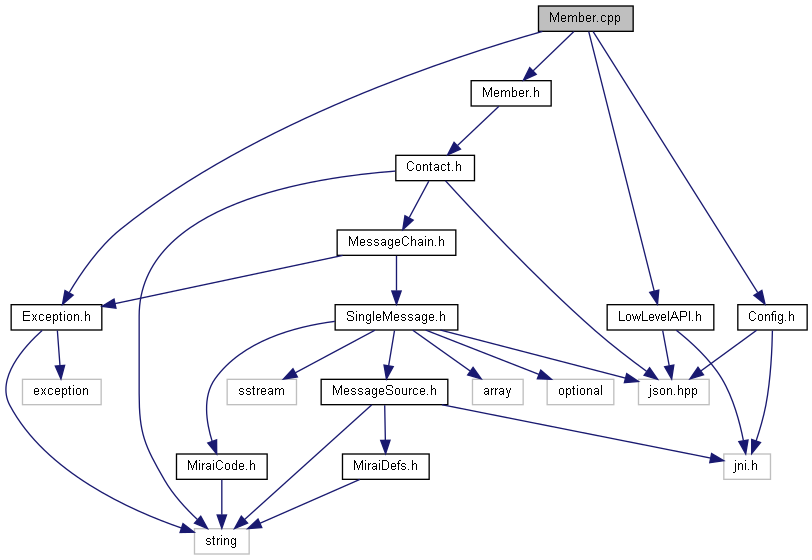 Member.cpp
Member.h
Contact.h
MessageChain.h
Exception.h
SingleMessage.h
LowLevelAPI.h
Config.h
exception
sstream
MessageSource.h
array
optional
json.hpp
MiraiCode.h
MiraiDefs.h
jni.h
string